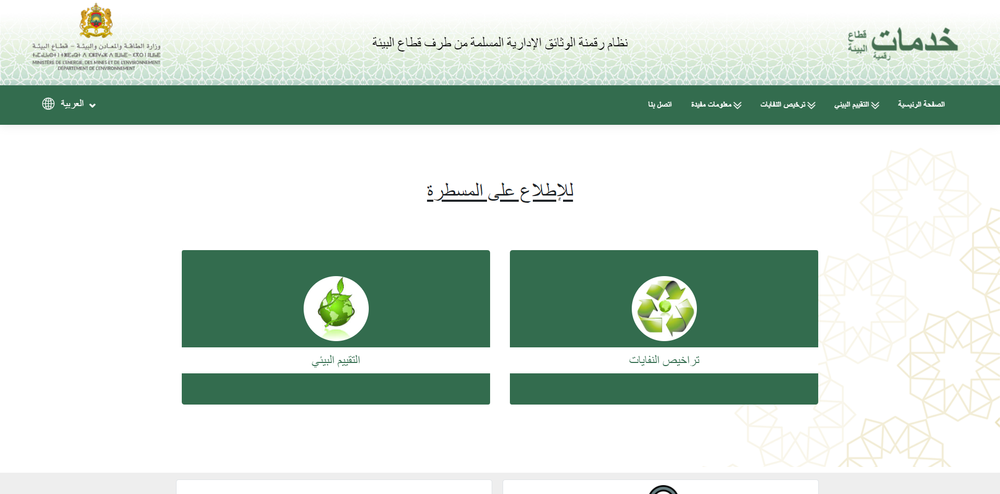 خدمات
قطاع
البيئة
رقمية
نظام رقمنة الوثائق الإدارية المسلمة من طرف قطاع البيئة
وزارة الطاقة والمعادن والبيئة – قطاع البيئة
MINISTÈRE DE L'ENERGIE, DES MINES ET DE L'ENVIRONNEMENT
DÉPARTEMENT DE L'ENVIRONNEMENT
الصفحة الرئيسية
التقييم البيئي
ترخيص النفايات
معلومات مفيدة
اتصل بنا
العربية
للإطلاع على المسطرة
تراخيص النفايات
التقييم البيئي